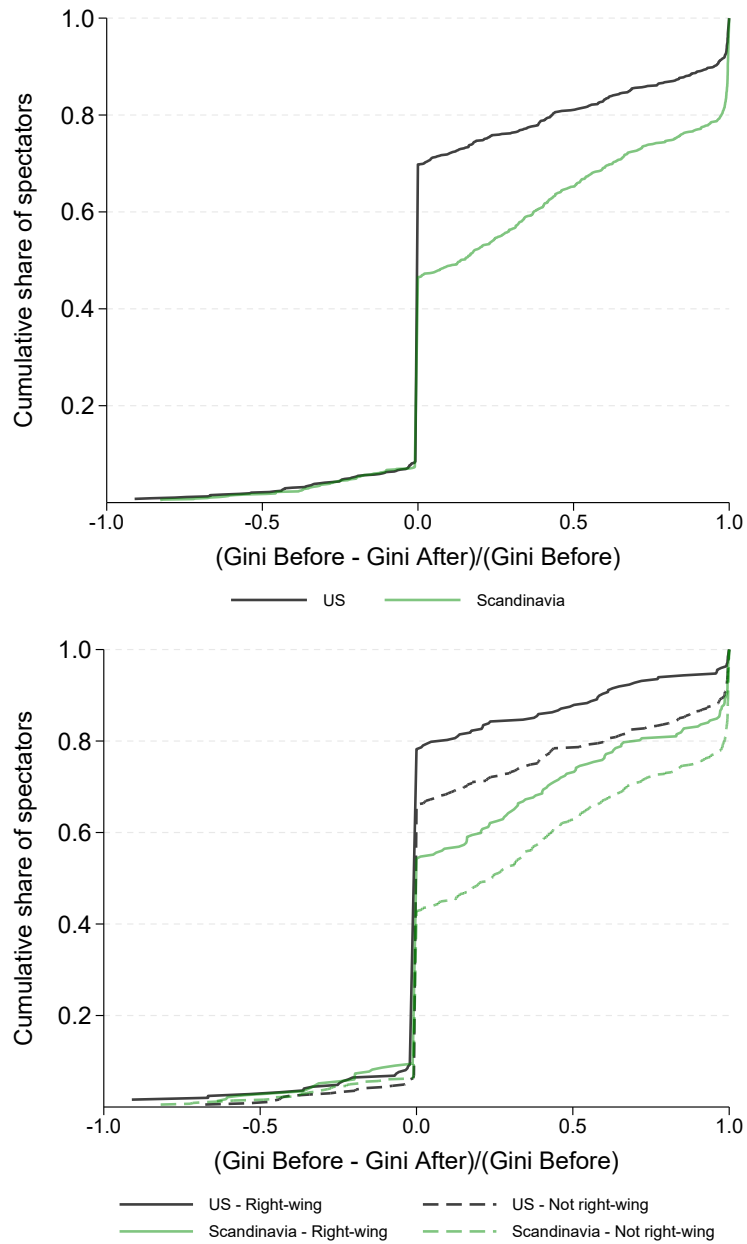 Cumulative share of spectators
1.0
0.8
0.6
0.4
0.2
-1.0 -0.5 0.0 0.5 1.0
(Gini Before - Gini After)/(Gini Before)
US Scandinavia
Cumulative share of spectators
1.0
0.8
0.6
0.4
0.2
-1.0 -0.5 0.0 0.5 1.0
(Gini Before - Gini After)/(Gini Before)
US - Right-wing US - Not right-wing
Scandinavia - Right-wing Scandinavia - Not right-wing